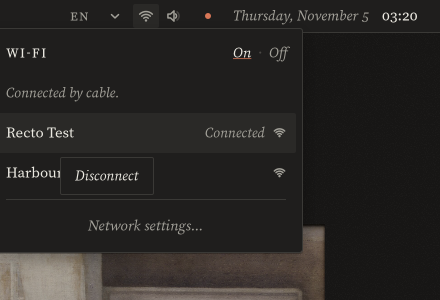 EN Thursday, November 5 03:20
WI-FI On · Off
Connected by cable.
Recto Test Connected
Harbour
Disconnect
Network settings...